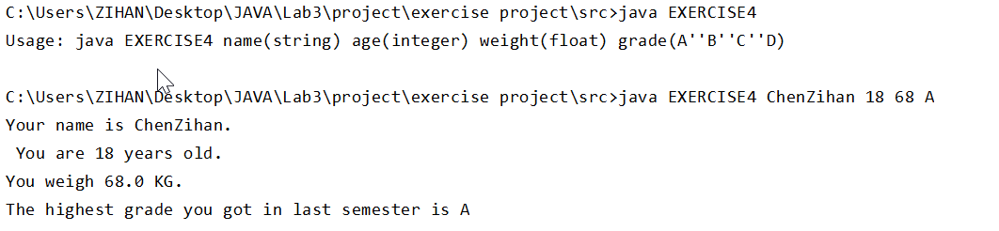 C:\Users\ZIHAN\Desktop\JAVA\Lab3\project\exercise project\src>java EXERCISE4
Usage: java EXERCISE4 name(string) age(integer) weight(float) grade(A''B''C''D)
C:\Users\ZIHAN\Desktop\JAVA\Lab3\project\exercise project\src>java EXERCISE4 ChenZihan 18 68 A
Your name is ChenZihan.
You are 18 years old.
You weigh 68.0 KG.
The highest grade you got in last semester is A